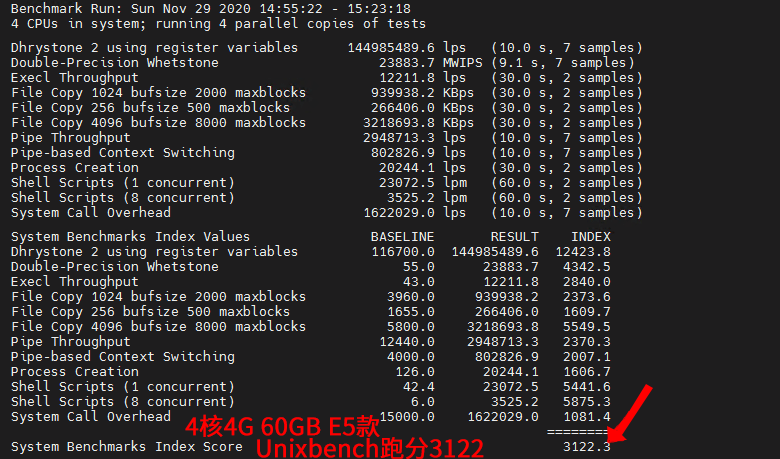 Benchmark Run: Sun Nov 29 2020 14:55:22 - 15:23:18
4 CPUs in system; running 4 parallel copies of tests
Dhrystone 2 using register variables 144985489.6 lps (10.0 s, 7 samples)
Double-Precision Whetstone 23883.7 MWIPS (9.1 s, 7 samples)
Execl Throughput 12211.8 lps (30.0 s, 2 samples)
File Copy 1024 bufsize 2000 maxblocks 939938.2 KBps (30.0 s, 2 samples)
File Copy 256 bufsize 500 maxblocks 266406.0 KBps (30.0 s, 2 samples)
File Copy 4096 bufsize 8000 maxblocks 3218693.8 KBps (30.0 s, 2 samples)
Pipe Throughput 2948713.3 lps (10.0 s, 7 samples)
Pipe-based Context Switching 802826.9 lps (10.0 s, 7 samples)
Process Creation 20244.1 lps (30.0 s, 2 samples)
Shell Scripts (1 concurrent) 23072.5 lpm (60.0 s, 2 samples)
Shell Scripts (8 concurrent) 3525.2 lpm (60.0 s, 2 samples)
System Call Overhead 1622029.0 lps (10.0 s, 7 samples)
System Benchmarks Index Values BASELINE RESULT INDEX
Dhrystone 2 using register variables 116700.0 144985489.6 12423.8
Double-Precision Whetstone 55.0 23883.7 4342.5
Execl Throughput 43.0 12211.8 2840.0
File Copy 1024 bufsize 2000 maxblocks 3960.0 939938.2 2373.6
File Copy 256 bufsize 500 maxblocks 1655.0 266406.0 1609.7
File Copy 4096 bufsize 8000 maxblocks 5800.0 3218693.8 5549.5
Pipe Throughput 12440.0 2948713.3 2370.3
Pipe-based Context Switching 4000.0 802826.9 2007.1
Process Creation 126.0 20244.1 1606.7
Shell Scripts (1 concurrent) 42.4 23072.5 5441.6
Shell Scripts (8 concurrent) 6.0 3525.2 5875.3
System Call Overhead 15000.0 1622029.0 1081.4
4核4G 60GB E5款
========
System Benchmarks Index Score 3122.3
Unixbench跑分3122